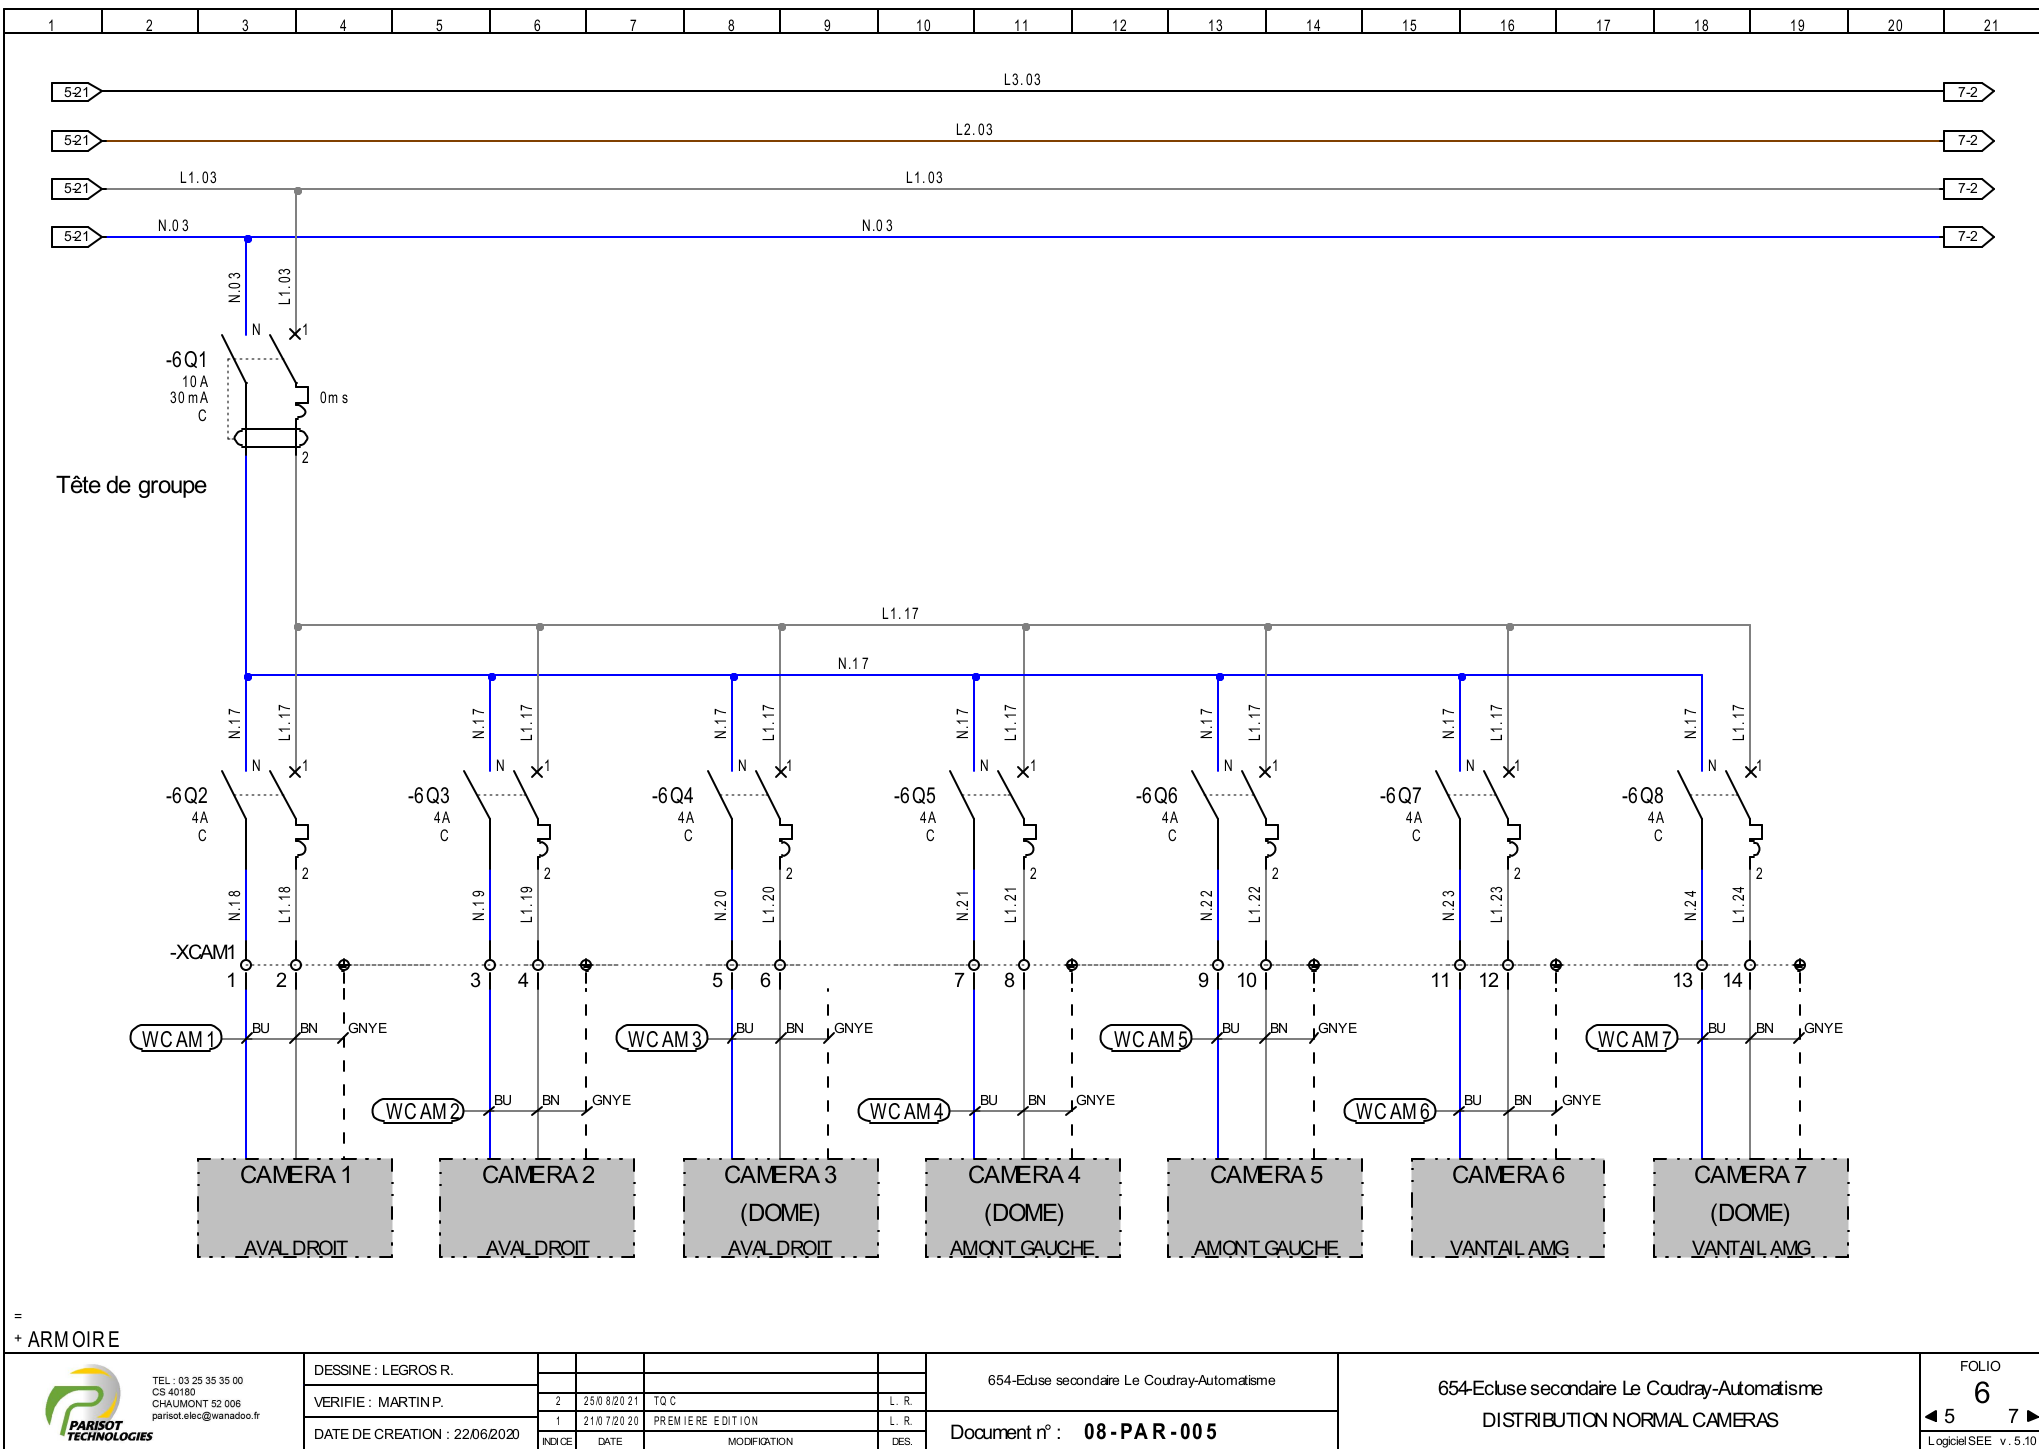 1 2 3 4 5 6 7 8 9 10 11 12 13 14 15 16 17 18 19 20 21
5-21 L3.03 7-2
5-21 L2.03 7-2
5-21 L1.03 L1.03 7-2
5-21 N.03 N.03 7-2
N.03 L1.03
N 1
-6Q1
10A
30mA 0ms
C
2
Tête de groupe
L1.17
N.17
N.17 L1.17 N.17 L1.17 N.17 L1.17 N.17 L1.17 N.17 L1.17 N.17 L1.17 N.17 L1.17
N 1 N 1 N 1 N 1 N 1 N 1 N 1
-6Q2 -6Q3 -6Q4 -6Q5 -6Q6 -6Q7 -6Q8
4A 4A 4A 4A 4A 4A 4A
C C C C C C C
2 2 2 2 2 2 2
N.18 L1.18 N.19 L1.19 N.20 L1.20 N.21 L1.21 N.22 L1.22 N.23 L1.23 N.24 L1.24
-XCAM1
1 2 3 4 5 6 7 8 9 10 11 12 13 14
WCAM1 BU BN GNYE WCAM3 BU BN GNYE WCAM5 BU BN GNYE WCAM7 BU BN GNYE
WCAM2 BU BN GNYE WCAM4 BU BN GNYE WCAM6 BU BN GNYE
CAMERA 1 CAMERA 2 CAMERA 3 CAMERA 4 CAMERA 5 CAMERA 6 CAMERA 7
(DOME) (DOME) (DOME)
AVAL DROIT AVAL DROIT AVAL DROIT AMONT GAUCHE AMONT GAUCHE VANTAIL AMG VANTAIL AMG
=
+ ARMOIRE
PARISOT
TECHNOLOGIES
TEL : 03 25 35 35 00
CS 40180
CHAUMONT 52 006
parisot.elec@wanadoo.fr
DESSINE : LEGROS R.
VERIFIE : MARTIN P.
DATE DE CREATION : 22/06/2020
2 25/08/2021 TQC L. R.
1 21/07/2020 PREMIERE EDITION L. R.
INDICE DATE MODIFICATION DES.
654-Ecluse secondaire Le Coudray-Automatisme
Document n° : 08-PAR-005
654-Ecluse secondaire Le Coudray-Automatisme
DISTRIBUTION NORMAL CAMERAS
FOLIO
6
5 7
Logiciel SEE v. 5.10